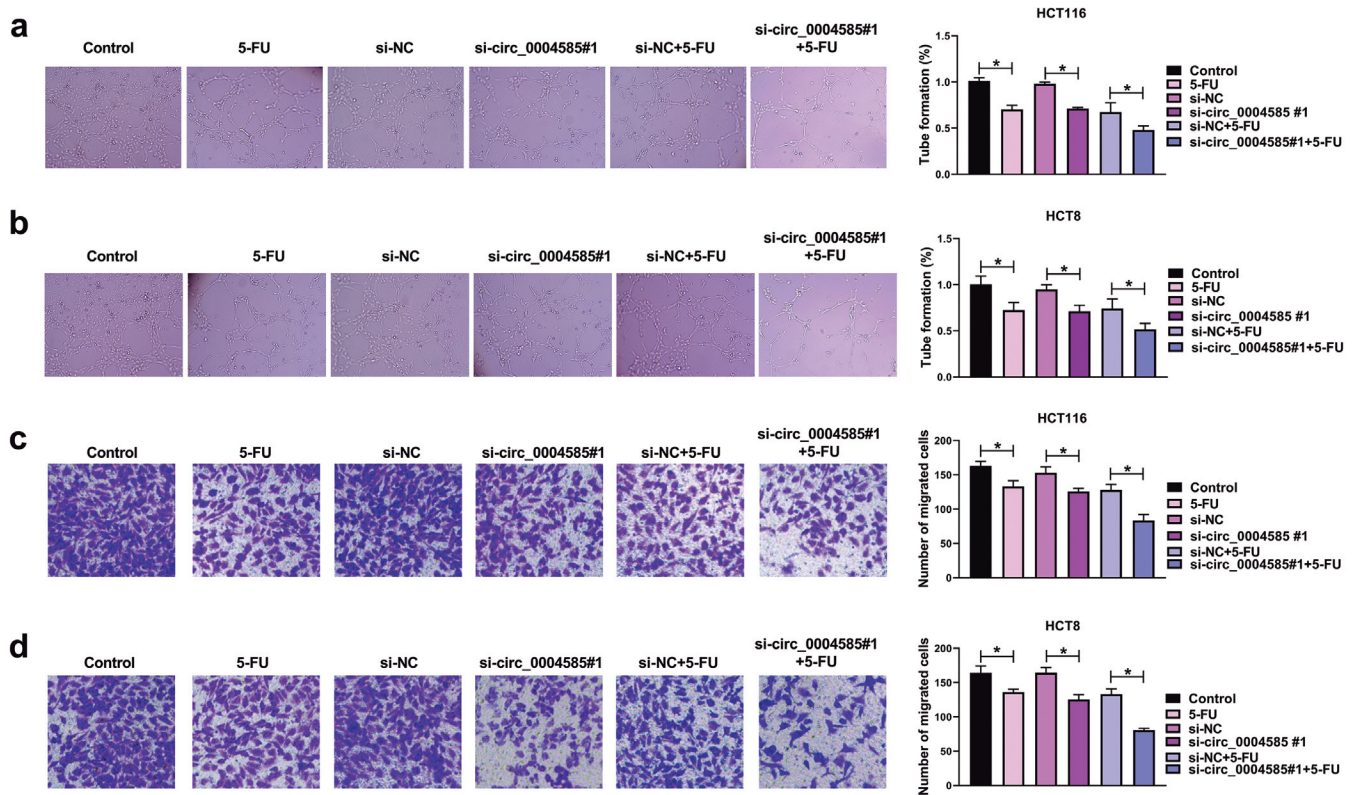 a
Control
5-FU
si-NC
si-circ_0004585#1
si-NC+5-FU
si-circ_0004585#1
+5-FU
HCT116
Tube formation (%)
1.5
1.0
0.5
0.0
*
*
*
Control
5-FU
si-NC
si-circ_0004585 #1
si-NC+5-FU
si-circ_0004585#1+5-FU
b
Control
5-FU
si-NC
si-circ_0004585#1
si-NC+5-FU
si-circ_0004585#1
+5-FU
HCT8
Tube formation (%)
1.5
1.0
0.5
0.0
*
*
*
Control
5-FU
si-NC
si-circ_0004585 #1
si-NC+5-FU
si-circ_0004585#1+5-FU
c
Control
5-FU
si-NC
si-circ_0004585#1
si-NC+5-FU
si-circ_0004585#1
+5-FU
HCT116
Number of migrated cells
200
150
100
50
0
*
*
*
Control
5-FU
si-NC
si-circ_0004585 #1
si-NC+5-FU
si-circ_0004585#1+5-FU
d
Control
5-FU
si-NC
si-circ_0004585#1
si-NC+5-FU
si-circ_0004585#1
+5-FU
HCT8
Number of migrated cells
200
150
100
50
0
*
*
*
Control
5-FU
si-NC
si-circ_0004585 #1
si-NC+5-FU
si-circ_0004585#1+5-FU